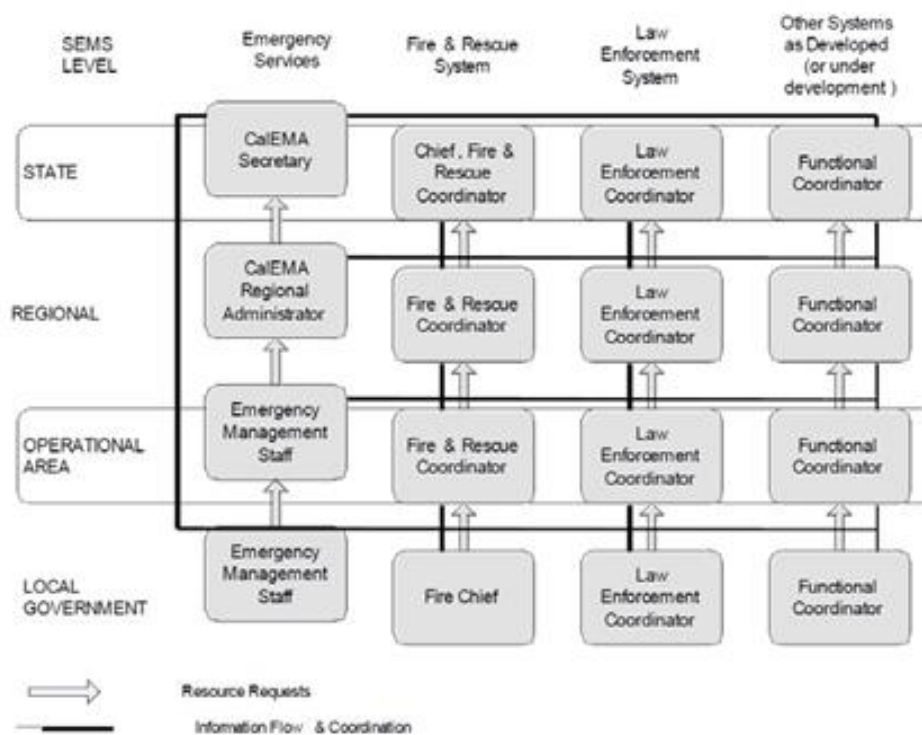 SEMS
LEVEL
Emergency
Services
Fire & Rescue
System
Law
Enforcement
System
Other Systems
as Developed
(or under
development )
STATE
CalEMA
Secretary
Chief , Fire &
Rescue
Coordinator
Law
Enforcement
Coordinator
Functional
Coordinator
REGIONAL
CalEMA
Regional
Administrator
Fire & Rescue
Coordinator
Law
Enforcement
Coordinator
Functional
Coordinator
OPERATIONAL
AREA
Emergency
Management
Staff
Fire & Rescue
Coordinator
Law
Enforcement
Coordinator
Functional
Coordinator
LOCAL
GOVERNMENT
Emergency
Management
Staff
Fire Chief
Law
Enforcement
Coordinator
Functional
Coordinator
Resource Requests
Information Flow & Coordination